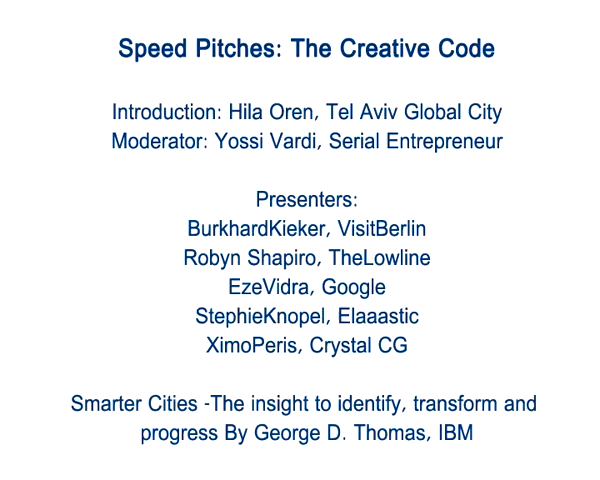 Speed Pitches: The Creative Code
Introduction: Hila Oren, Tel Aviv Global City
Moderator: Yossi Vardi, Serial Entrepreneur
Presenters:
BurkhardKieker, VisitBerlin
Robyn Shapiro, TheLowline
EzeVidra, Google
StephieKnopel, Elaaastic
XimoPeris, Crystal CG
Smarter Cities -The insight to identify, transform and
progress By George D. Thomas, IBM